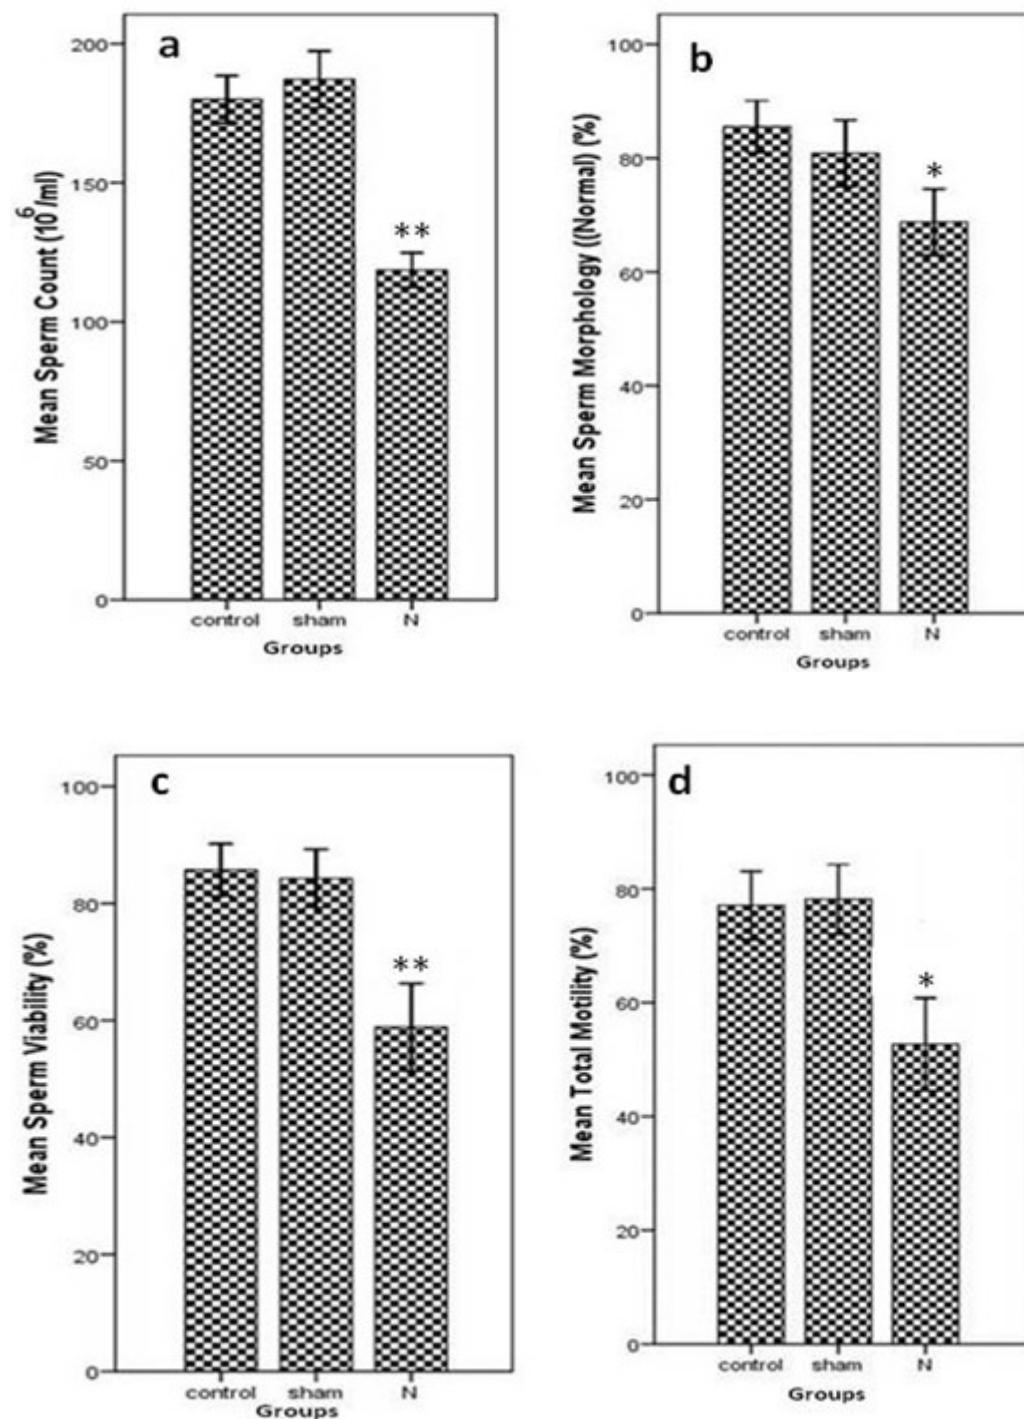 a
200
150
100
50
0
Mean Sperm Count (10^6/ml)
**
control sham N
Groups
b
100
80
60
40
20
0
Mean Sperm Morphology ((Normal) (%)
*
control sham N
Groups
c
100
80
60
40
20
0
Mean Sperm Viability (%)
**
control sham N
Groups
d
100
80
60
40
20
0
Mean Total Motility (%)
*
control sham N
Groups